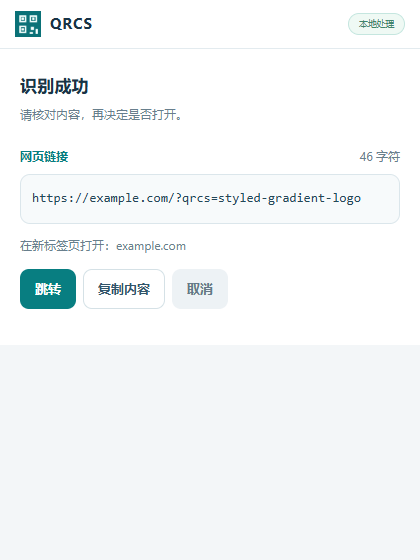 QRCS
本地处理
识别成功
请核对内容，再决定是否打开。
网页链接
46 字符
https://example.com/?qrcs=styled-gradient-logo
在新标签页打开：example.com
跳转
复制内容
取消